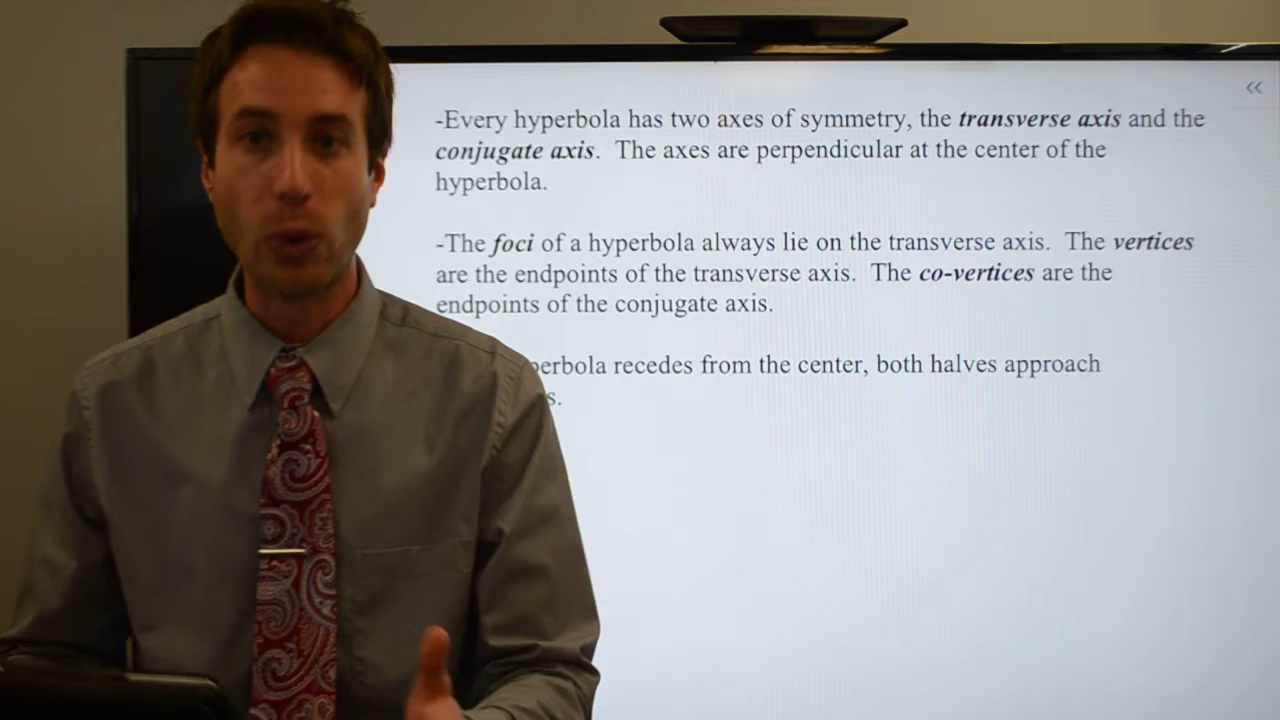 -Every hyperbola has two axes of symmetry, the transverse axis and the
conjugate axis. The axes are perpendicular at the center of the
hyperbola.
-The foci of a hyperbola always lie on the transverse axis. The vertices
are the endpoints of the transverse axis. The co-vertices are the
endpoints of the conjugate axis.
recedes from the center, both halves approach